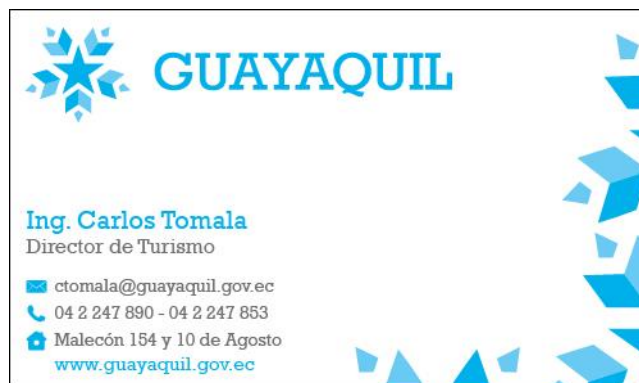 GUAYAQUIL
Ing. Carlos Tomala
Director de Turismo
ctomala@guayaquil.gov.ec
04 2 247 890 - 04 2 247 853
Malecón 154 y 10 de Agosto
www.guayaquil.gov.ec